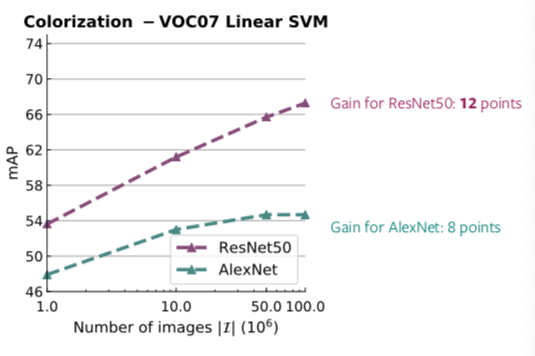 Colorization – VOC07 Linear SVM
74
70
66
62
58
54
50
46
mAP
1.0 10.0 50.0 100.0
Number of images |I| (10⁶)
ResNet50
AlexNet
Gain for ResNet50: 12 points
Gain for AlexNet: 8 points